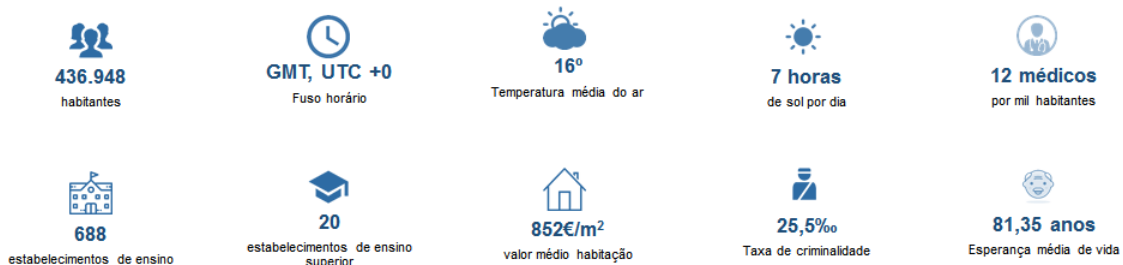 436.948
habitantes
GMT, UTC +0
Fuso horário
16º
Temperatura média do ar
7 horas
de sol por dia
12 médicos
por mil habitantes
688
estabelecimentos de ensino
20
estabelecimentos de ensino
superior
852€/m²
valor médio habitação
25,5‰
Taxa de criminalidade
81,35 anos
Esperança média de vida